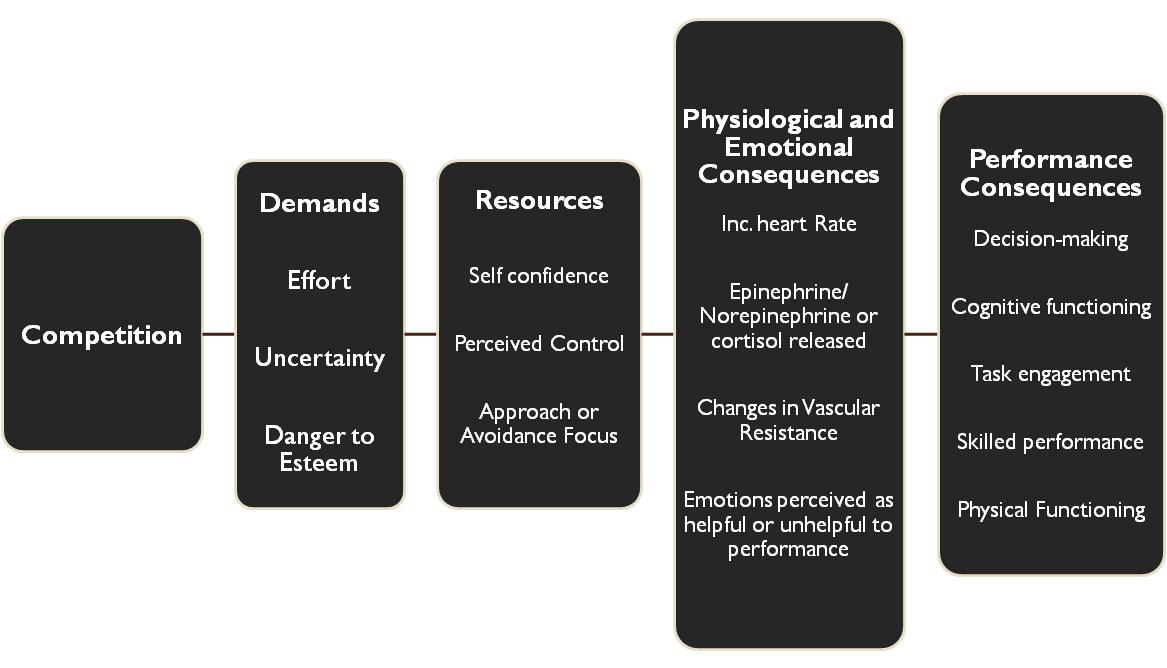 Competition
Demands
Effort
Uncertainty
Danger to
Esteem
Resources
Self confidence
Perceived Control
Approach or
Avoidance Focus
Physiological and
Emotional
Consequences
Inc. heart Rate
Epinephrine/
Norepinephrine or
cortisol released
Changes in Vascular
Resistance
Emotions perceived as
helpful or unhelpful to
performance
Performance
Consequences
Decision-making
Cognitive functioning
Task engagement
Skilled performance
Physical Functioning